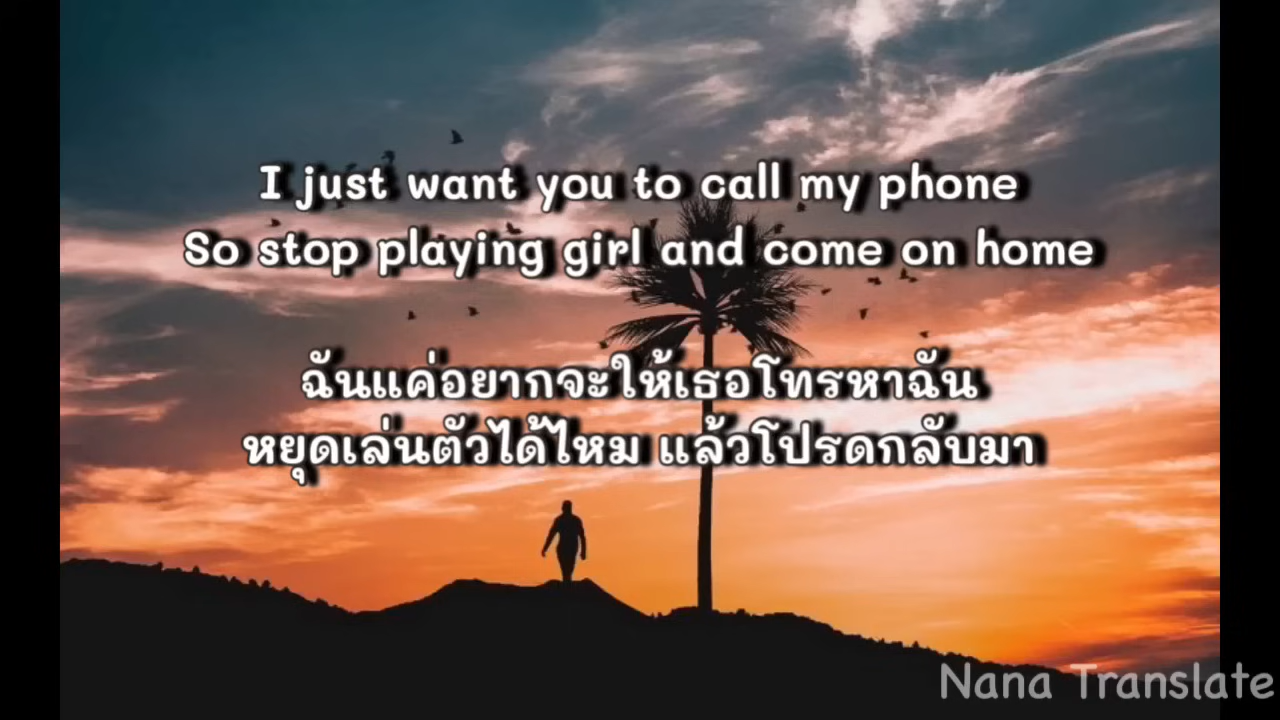 I just want you to call my phone
So stop playing girl and come on home
ฉันแค่อยากจะให้เธอโทรหาฉัน
หยุดเล่นตัวได้ไหม แล้วโปรดกลับมา
Nana Translate